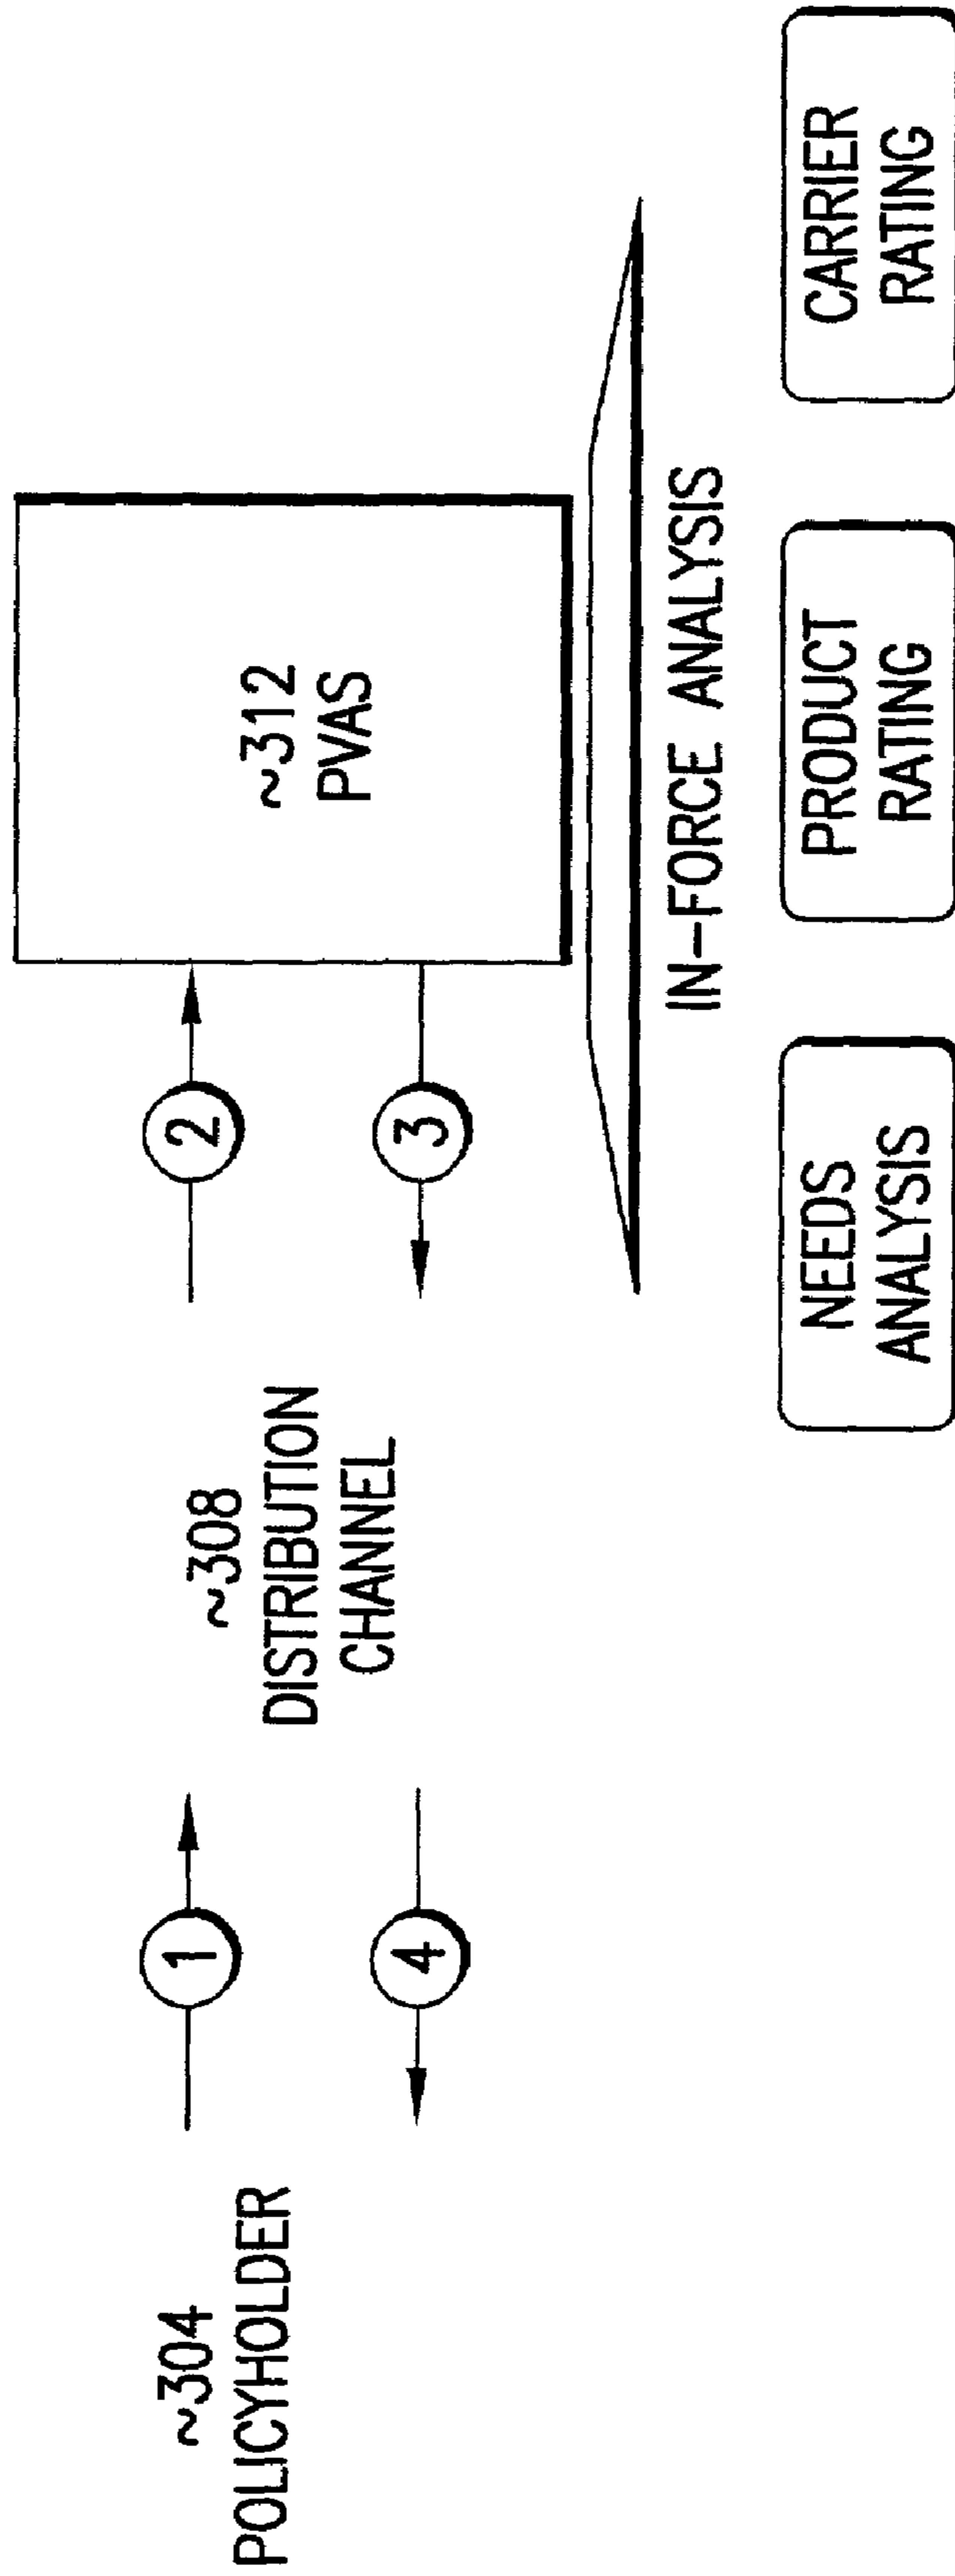 ~304
POLICYHOLDER
1
4
~308
DISTRIBUTION
CHANNEL
2
3
~312
PVAS
IN-FORCE ANALYSIS
NEEDS
ANALYSIS
PRODUCT
RATING
CARRIER
RATING